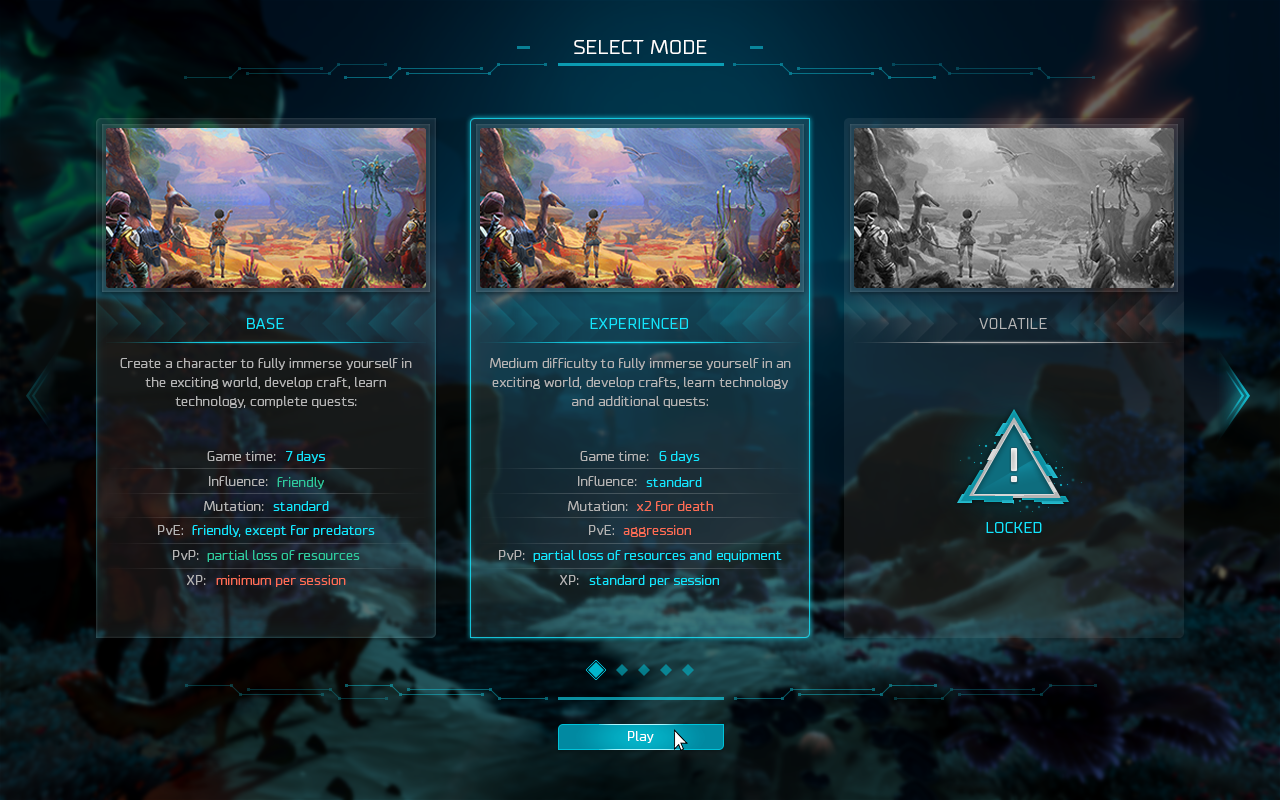 SELECT MODE
BASE
Create a character to fully immerse yourself in
the exciting world, develop craft, learn
technology, complete quests:
Game time: 7 days
Influence: friendly
Mutation: standard
PvE: friendly, except for predators
PvP: partial loss of resources
XP: minimum per session
EXPERIENCED
Medium difficulty to fully immerse yourself in an
exciting world, develop crafts, learn technology
and additional quests:
Game time: 6 days
Influence: standard
Mutation: x2 for death
PvE: aggression
PvP: partial loss of resources and equipment
XP: standard per session
VOLATILE
LOCKED
Play